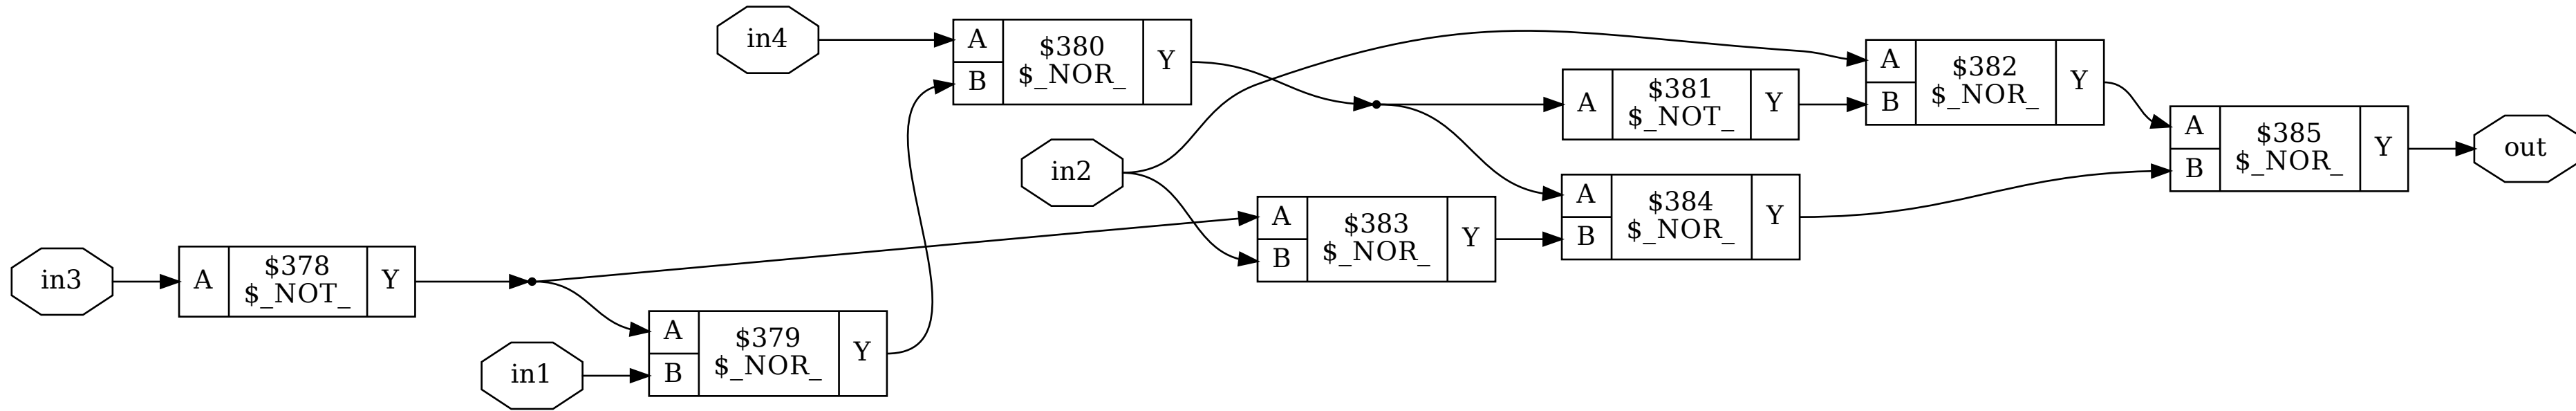 in4
A
B
$380
$_NOR_
Y
in2
A
$381
$_NOT_
Y
A
B
$382
$_NOR_
Y
A
B
$385
$_NOR_
Y
out
A
B
$383
$_NOR_
Y
A
B
$384
$_NOR_
Y
in3
A
$378
$_NOT_
Y
in1
A
B
$379
$_NOR_
Y